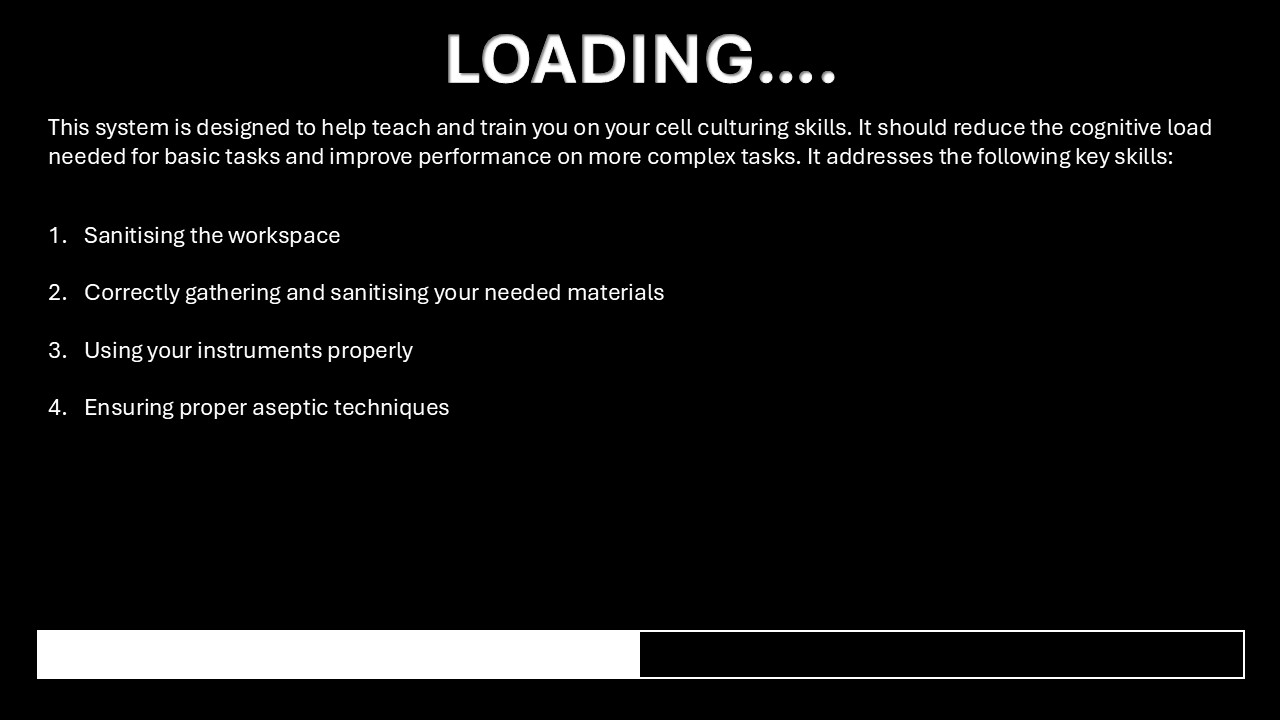 LOADING....
This system is designed to help teach and train you on your cell culturing skills. It should reduce the cognitive load
needed for basic tasks and improve performance on more complex tasks. It addresses the following key skills:
1. Sanitising the workspace
2. Correctly gathering and sanitising your needed materials
3. Using your instruments properly
4. Ensuring proper aseptic techniques